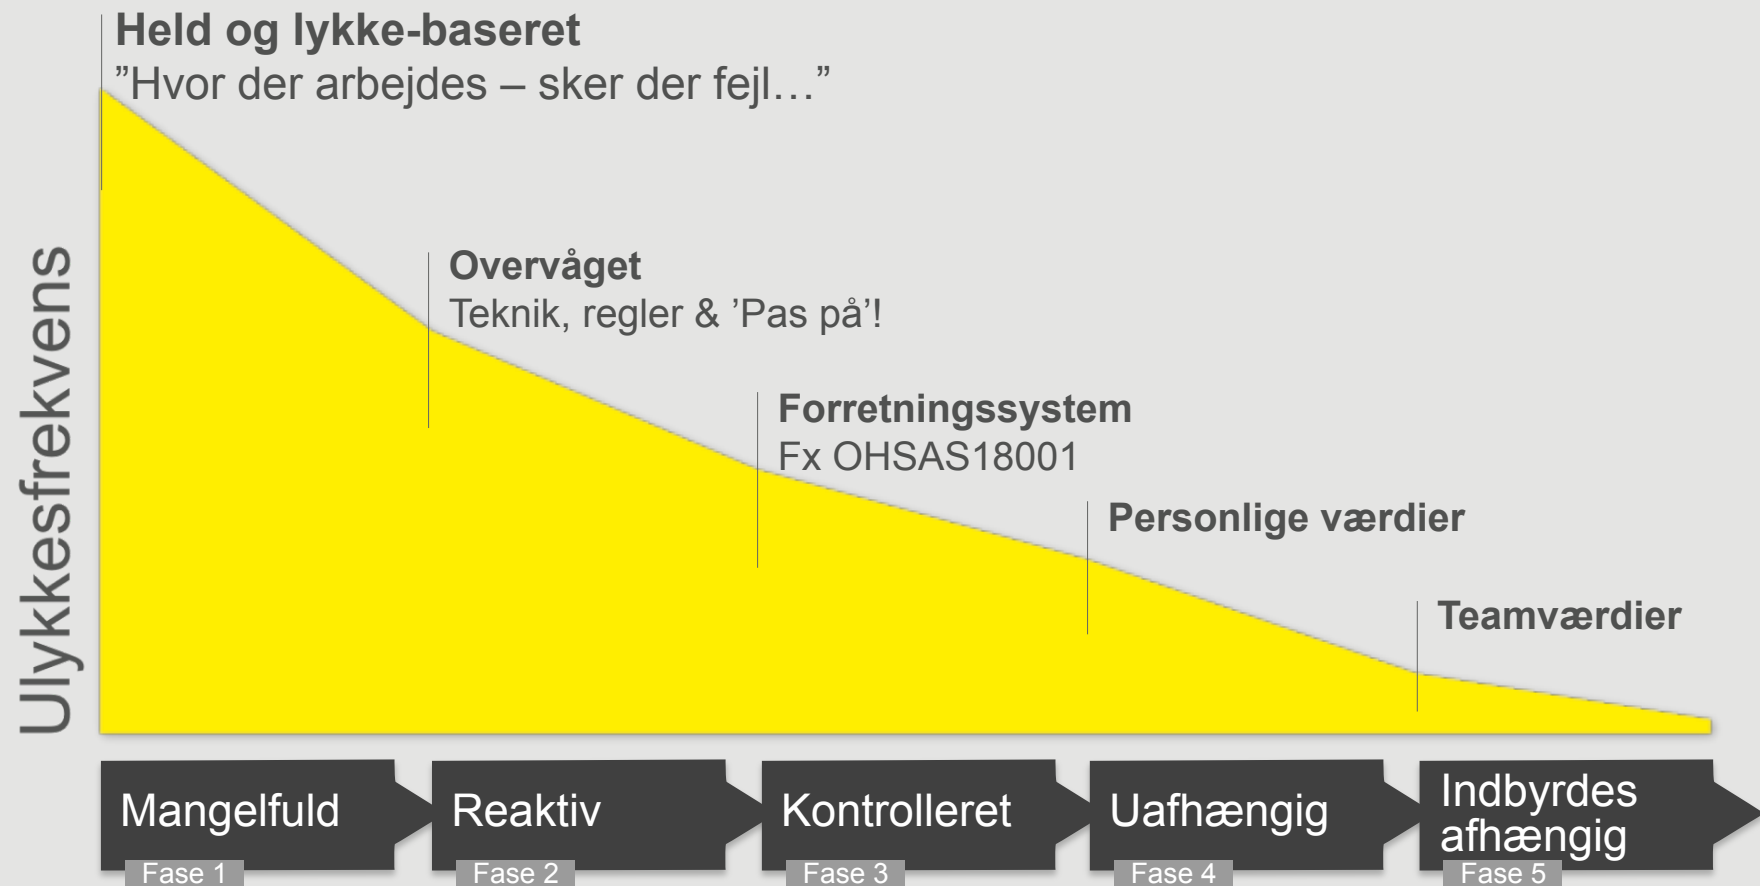 Held og lykke-baseret
”Hvor der arbejdes – sker der fejl…”
Ulykkesfrekvens
Overvåget
Teknik, regler & ’Pas på’!
Forretningssystem
Fx OHSAS18001
Personlige værdier
Teamværdier
Mangelfuld
Fase 1
Reaktiv
Fase 2
Kontrolleret
Fase 3
Uafhængig
Fase 4
Indbyrdes
afhængig
Fase 5